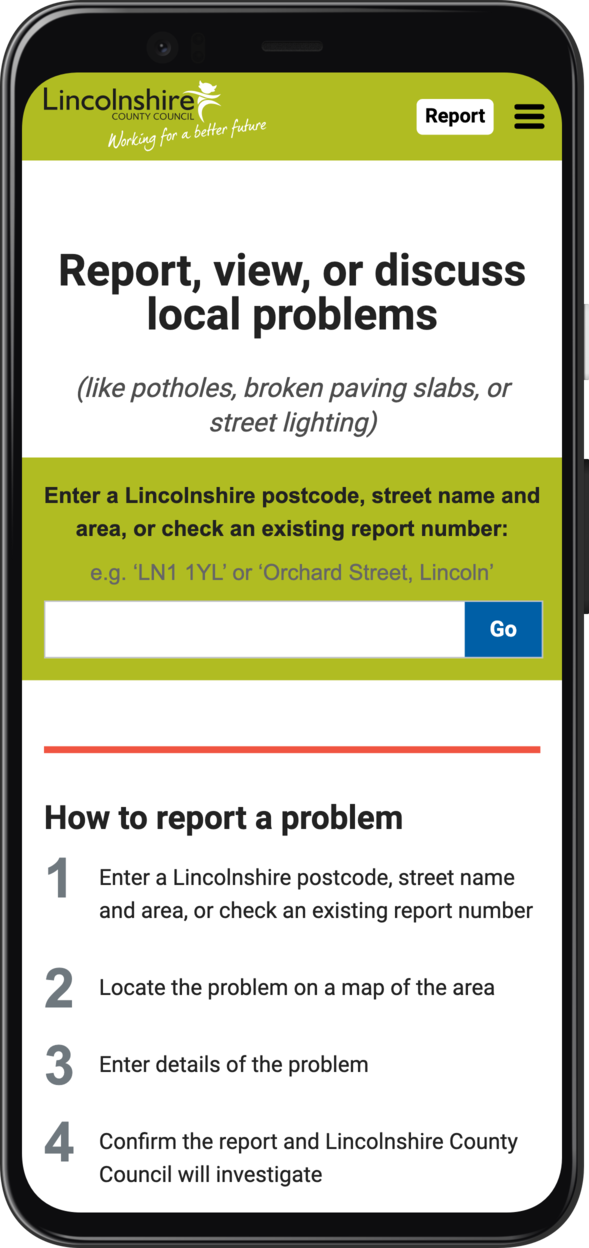 Lincolnshire
COUNTY COUNCIL
Working for a better future
Report
Report, view, or discuss
local problems
(like potholes, broken paving slabs, or
street lighting)
Enter a Lincolnshire postcode, street name and
area, or check an existing report number:
e.g. ‘LN1 1YL’ or ‘Orchard Street, Lincoln’
Go
How to report a problem
1 Enter a Lincolnshire postcode, street name
and area, or check an existing report number
2 Locate the problem on a map of the area
3 Enter details of the problem
4 Confirm the report and Lincolnshire County
Council will investigate